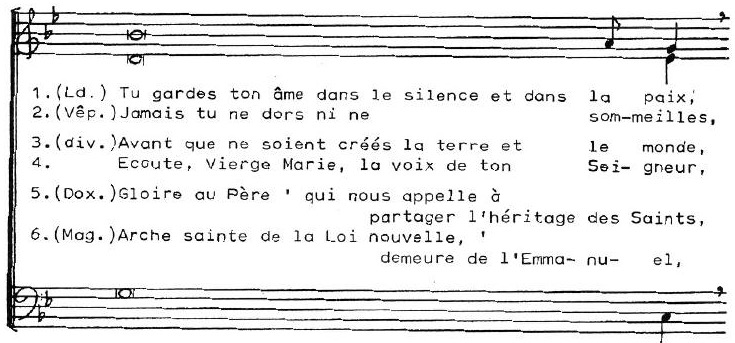 1.(Ld.) Tu gardes ton âme dans le silence et dans la paix,
2.(Vêp.)Jamais tu ne dors ni ne som-meilles,
3.(div.)Avant que ne soient créés la terre et le monde,
4. Ecoute, Vierge Marie, la voix de ton Sei- gneur,
5.(Dox.)Gloire au Père ' qui nous appelle à
partager l'héritage des Saints,
6.(Mag.)Arche sainte de la Loi nouvelle, '
demeure de l'Emma- nu- el,